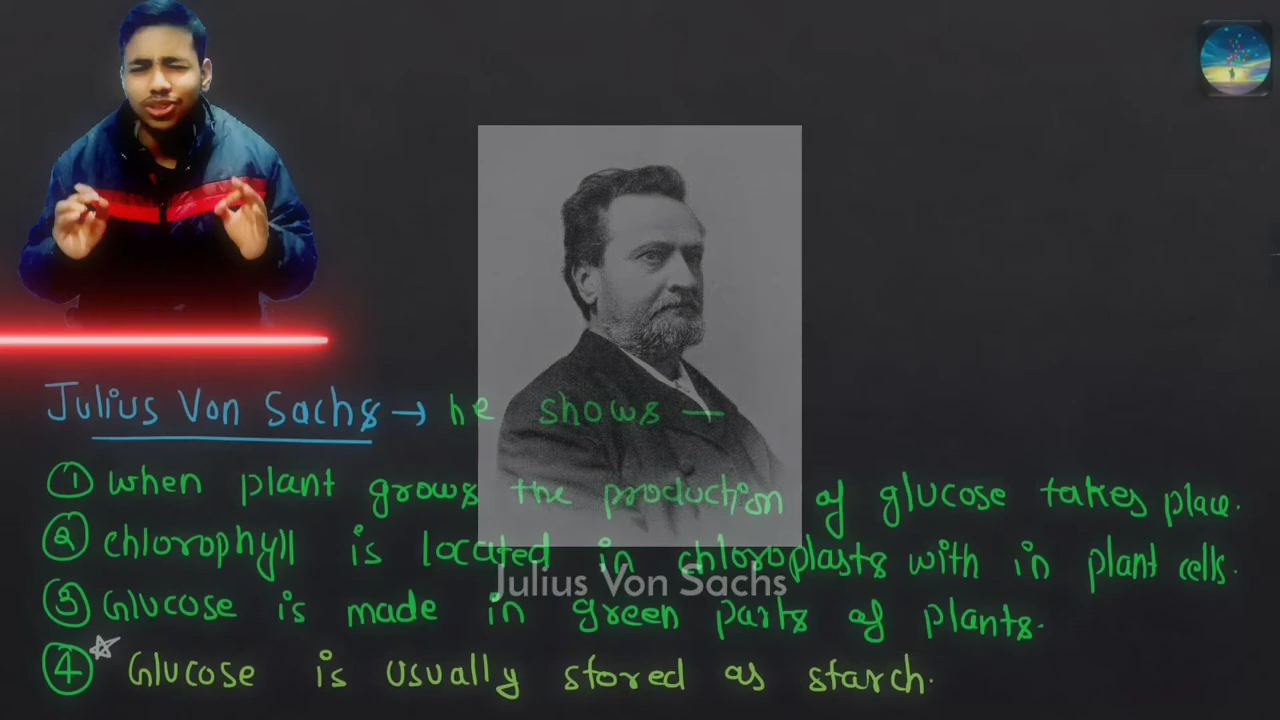 Julius Von Sachs → he shows —
① when plant grows the production of glucose takes place.
② chlorophyll is located in chloroplasts with in plant cells.
Julius Von Sachs
③ Glucose is made in green parts of plants.
④ ☆ Glucose is usually stored as starch.